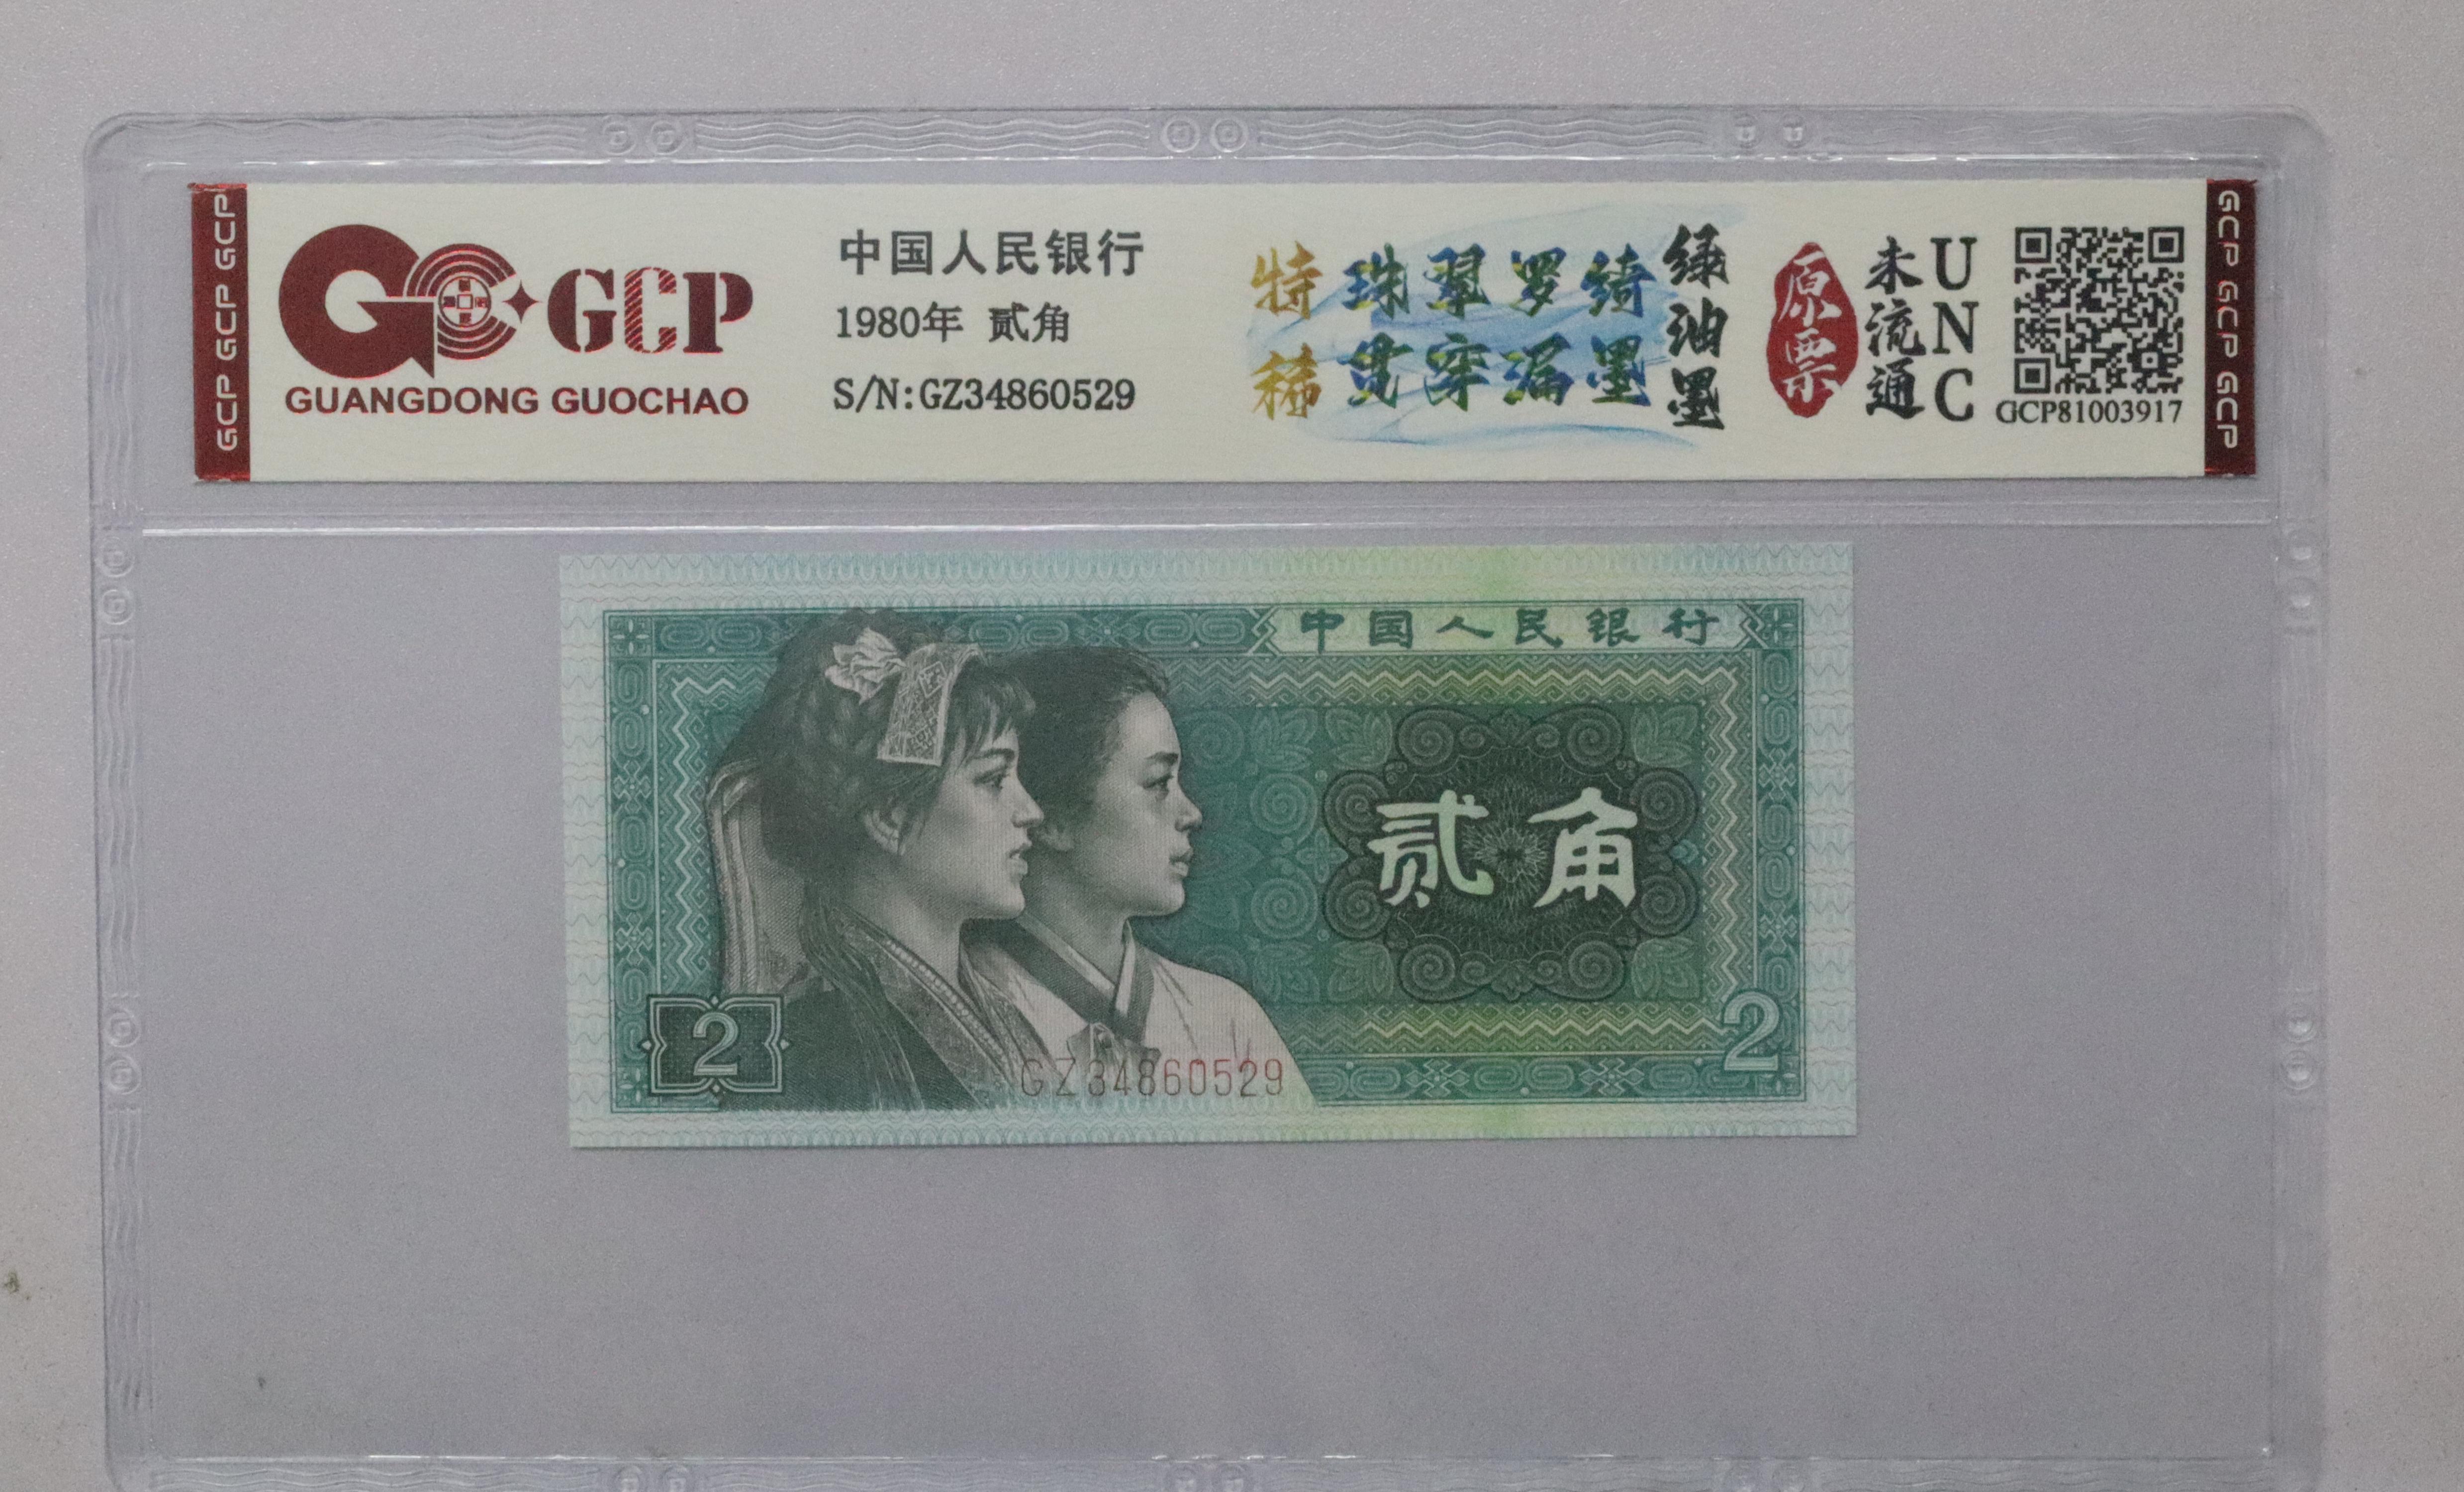 GCP GCP GCP
GCP
GUANGDONG GUOCHAO
中国人民银行
1980年 贰角
S/N:GZ34860529
特稀
珠翠罗绮
贯穿漏墨
绿油墨
原票
未流通
UNC
GCP81003917
GCP GCP GCP
中国人民银行
贰角
2
2
GZ34860529